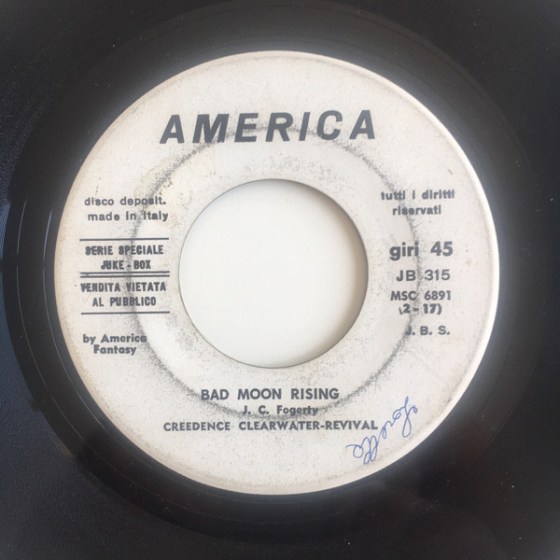 AMERICA
disco deposit.
made in Italy
tutti i diritti
riservati
SERIE SPECIALE
JUKE-BOX
VENDITA VIETATA
AL PUBBLICO
giri 45
JB 315
MSC 6891
(2-17)
J. B. S.
by America
Fantasy
BAD MOON RISING
J. C. Fogerty
CREEDENCE CLEARWATER-REVIVAL